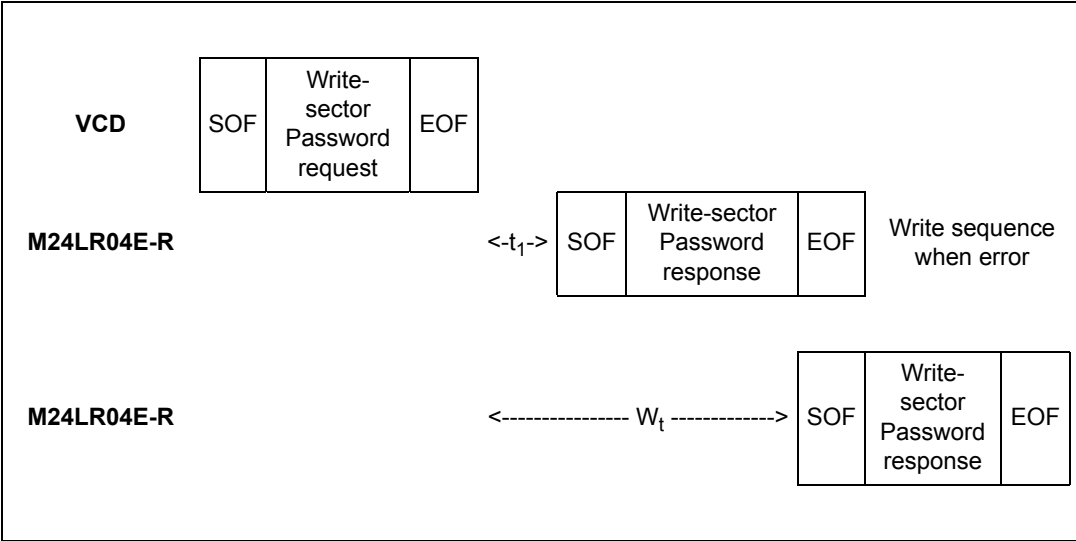 Write-
sector
Password
request
VCD
SOF
EOF
M24LR04E-R
<-t1->
SOF
Write-sector
Password
response
EOF
Write sequence
when error
M24LR04E-R
<---------------- Wt ------------->
SOF
Write-
sector
Password
response
EOF